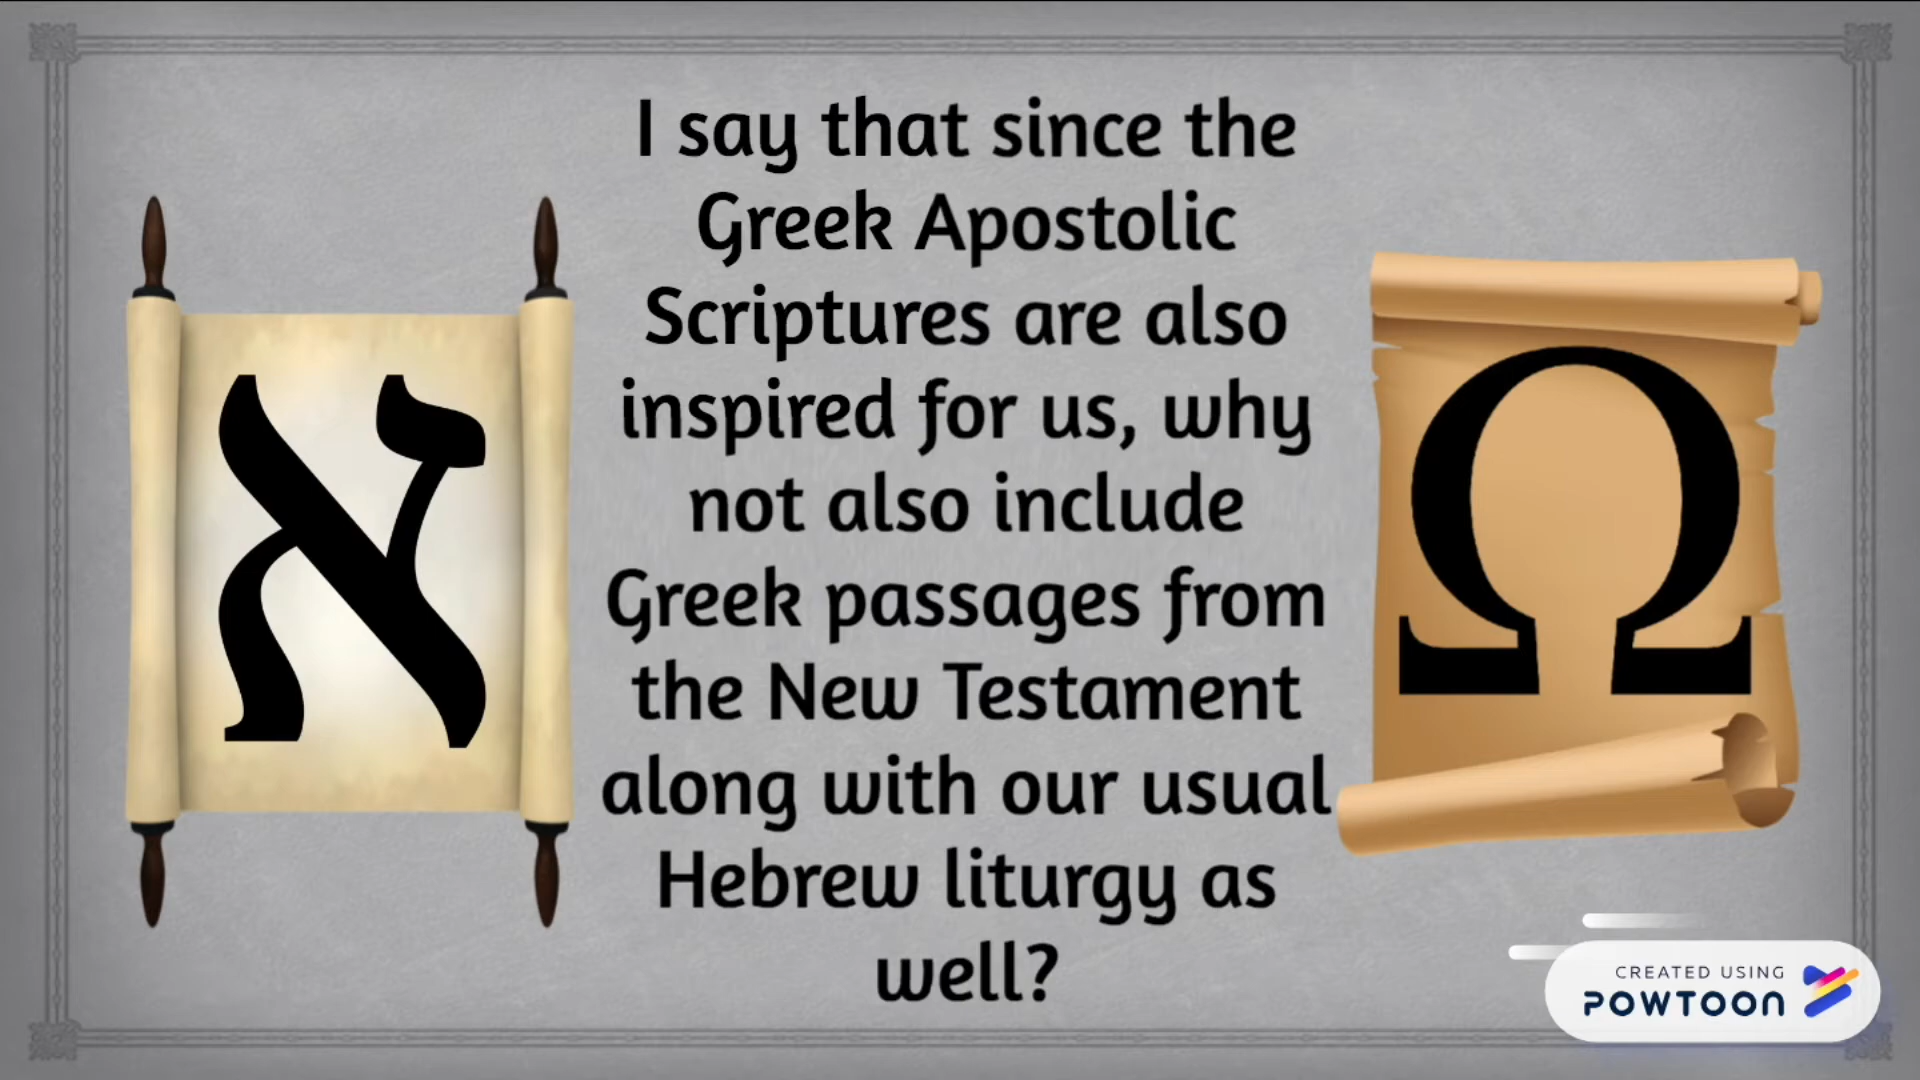 I say that since the
Greek Apostolic
Scriptures are also
inspired for us, why
not also include
Greek passages from
the New Testament
along with our usual
Hebrew liturgy as
well?
א
Ω
CREATED USING
POWTOON